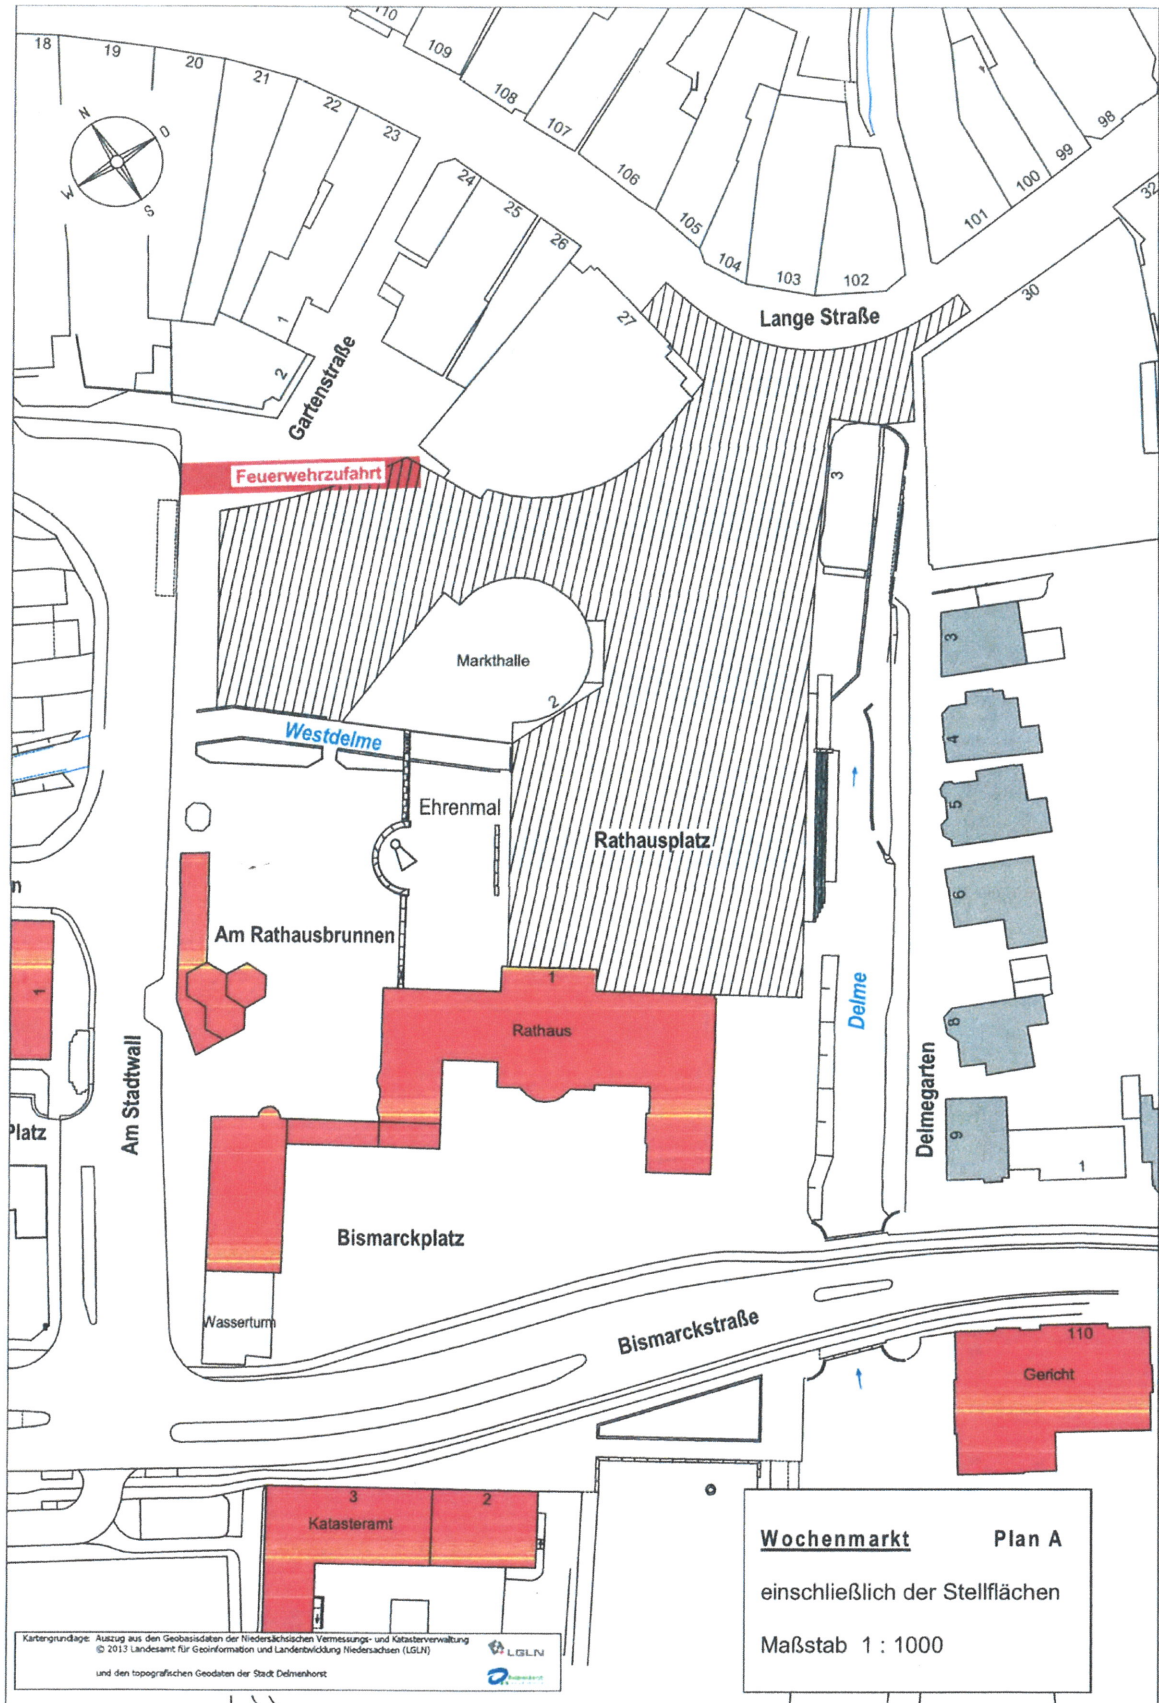 110
109
108
107
106
105
104
103
102
101
100
99
98
32
30
18
19
20
21
22
23
24
25
26
27
N
O
W
S
1
2
Gartenstraße
Lange Straße
Feuerwehrzufahrt
3
Markthalle
2
Westdelme
Ehrenmal
Rathausplatz
3
4
5
6
8
9
1
Am Rathausbrunnen
1
Rathaus
Delme
Delmegarten
n
1
Am Stadtwall
Platz
Bismarckplatz
Wasserturm
Bismarckstraße
110
Gericht
3
2
Katasteramt
Wochenmarkt Plan A
einschließlich der Stellflächen
Maßstab 1 : 1000
Kartengrundlage: Auszug aus den Geobasisdaten der Niedersächsischen Vermessungs- und Katasterverwaltung
© 2013 Landesamt für Geoinformation und Landentwicklung Niedersachsen (LGLN)
LGLN
und den topografischen Geodaten der Stadt Delmenhorst